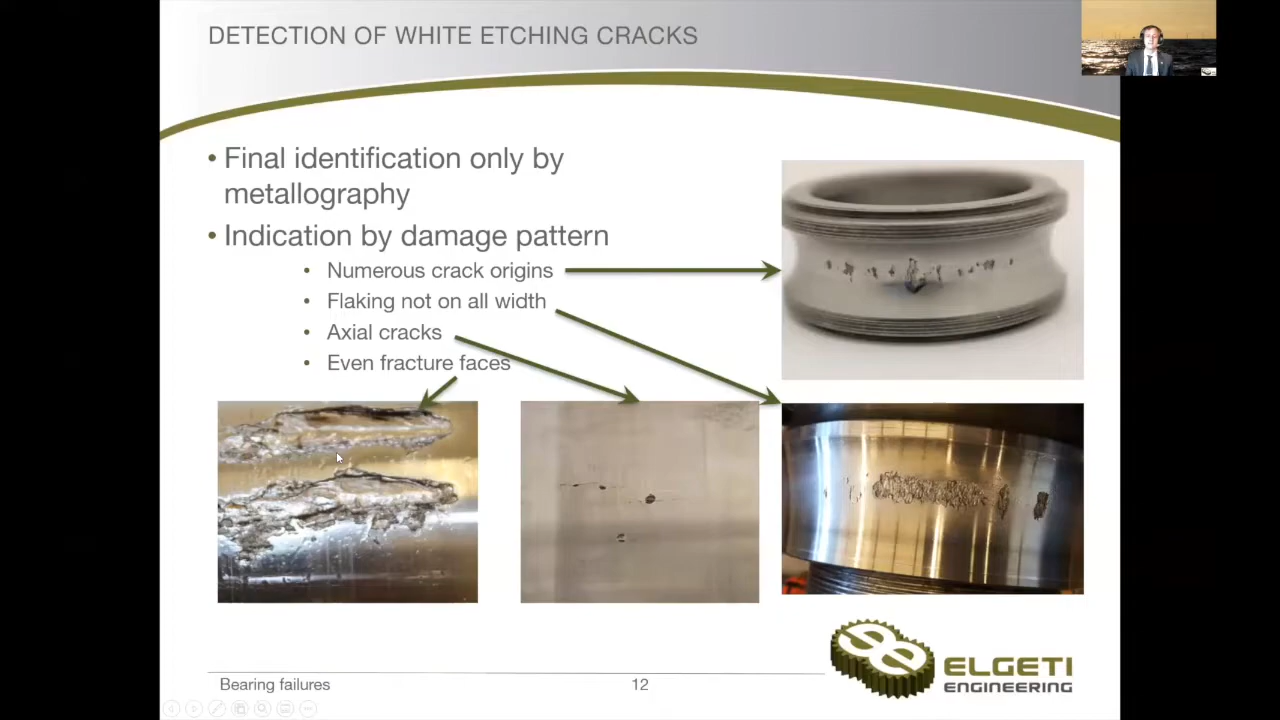 DETECTION OF WHITE ETCHING CRACKS
• Final identification only by
metallography
• Indication by damage pattern
• Numerous crack origins
• Flaking not on all width
• Axial cracks
• Even fracture faces
ELGETI
ENGINEERING
Bearing failures
12